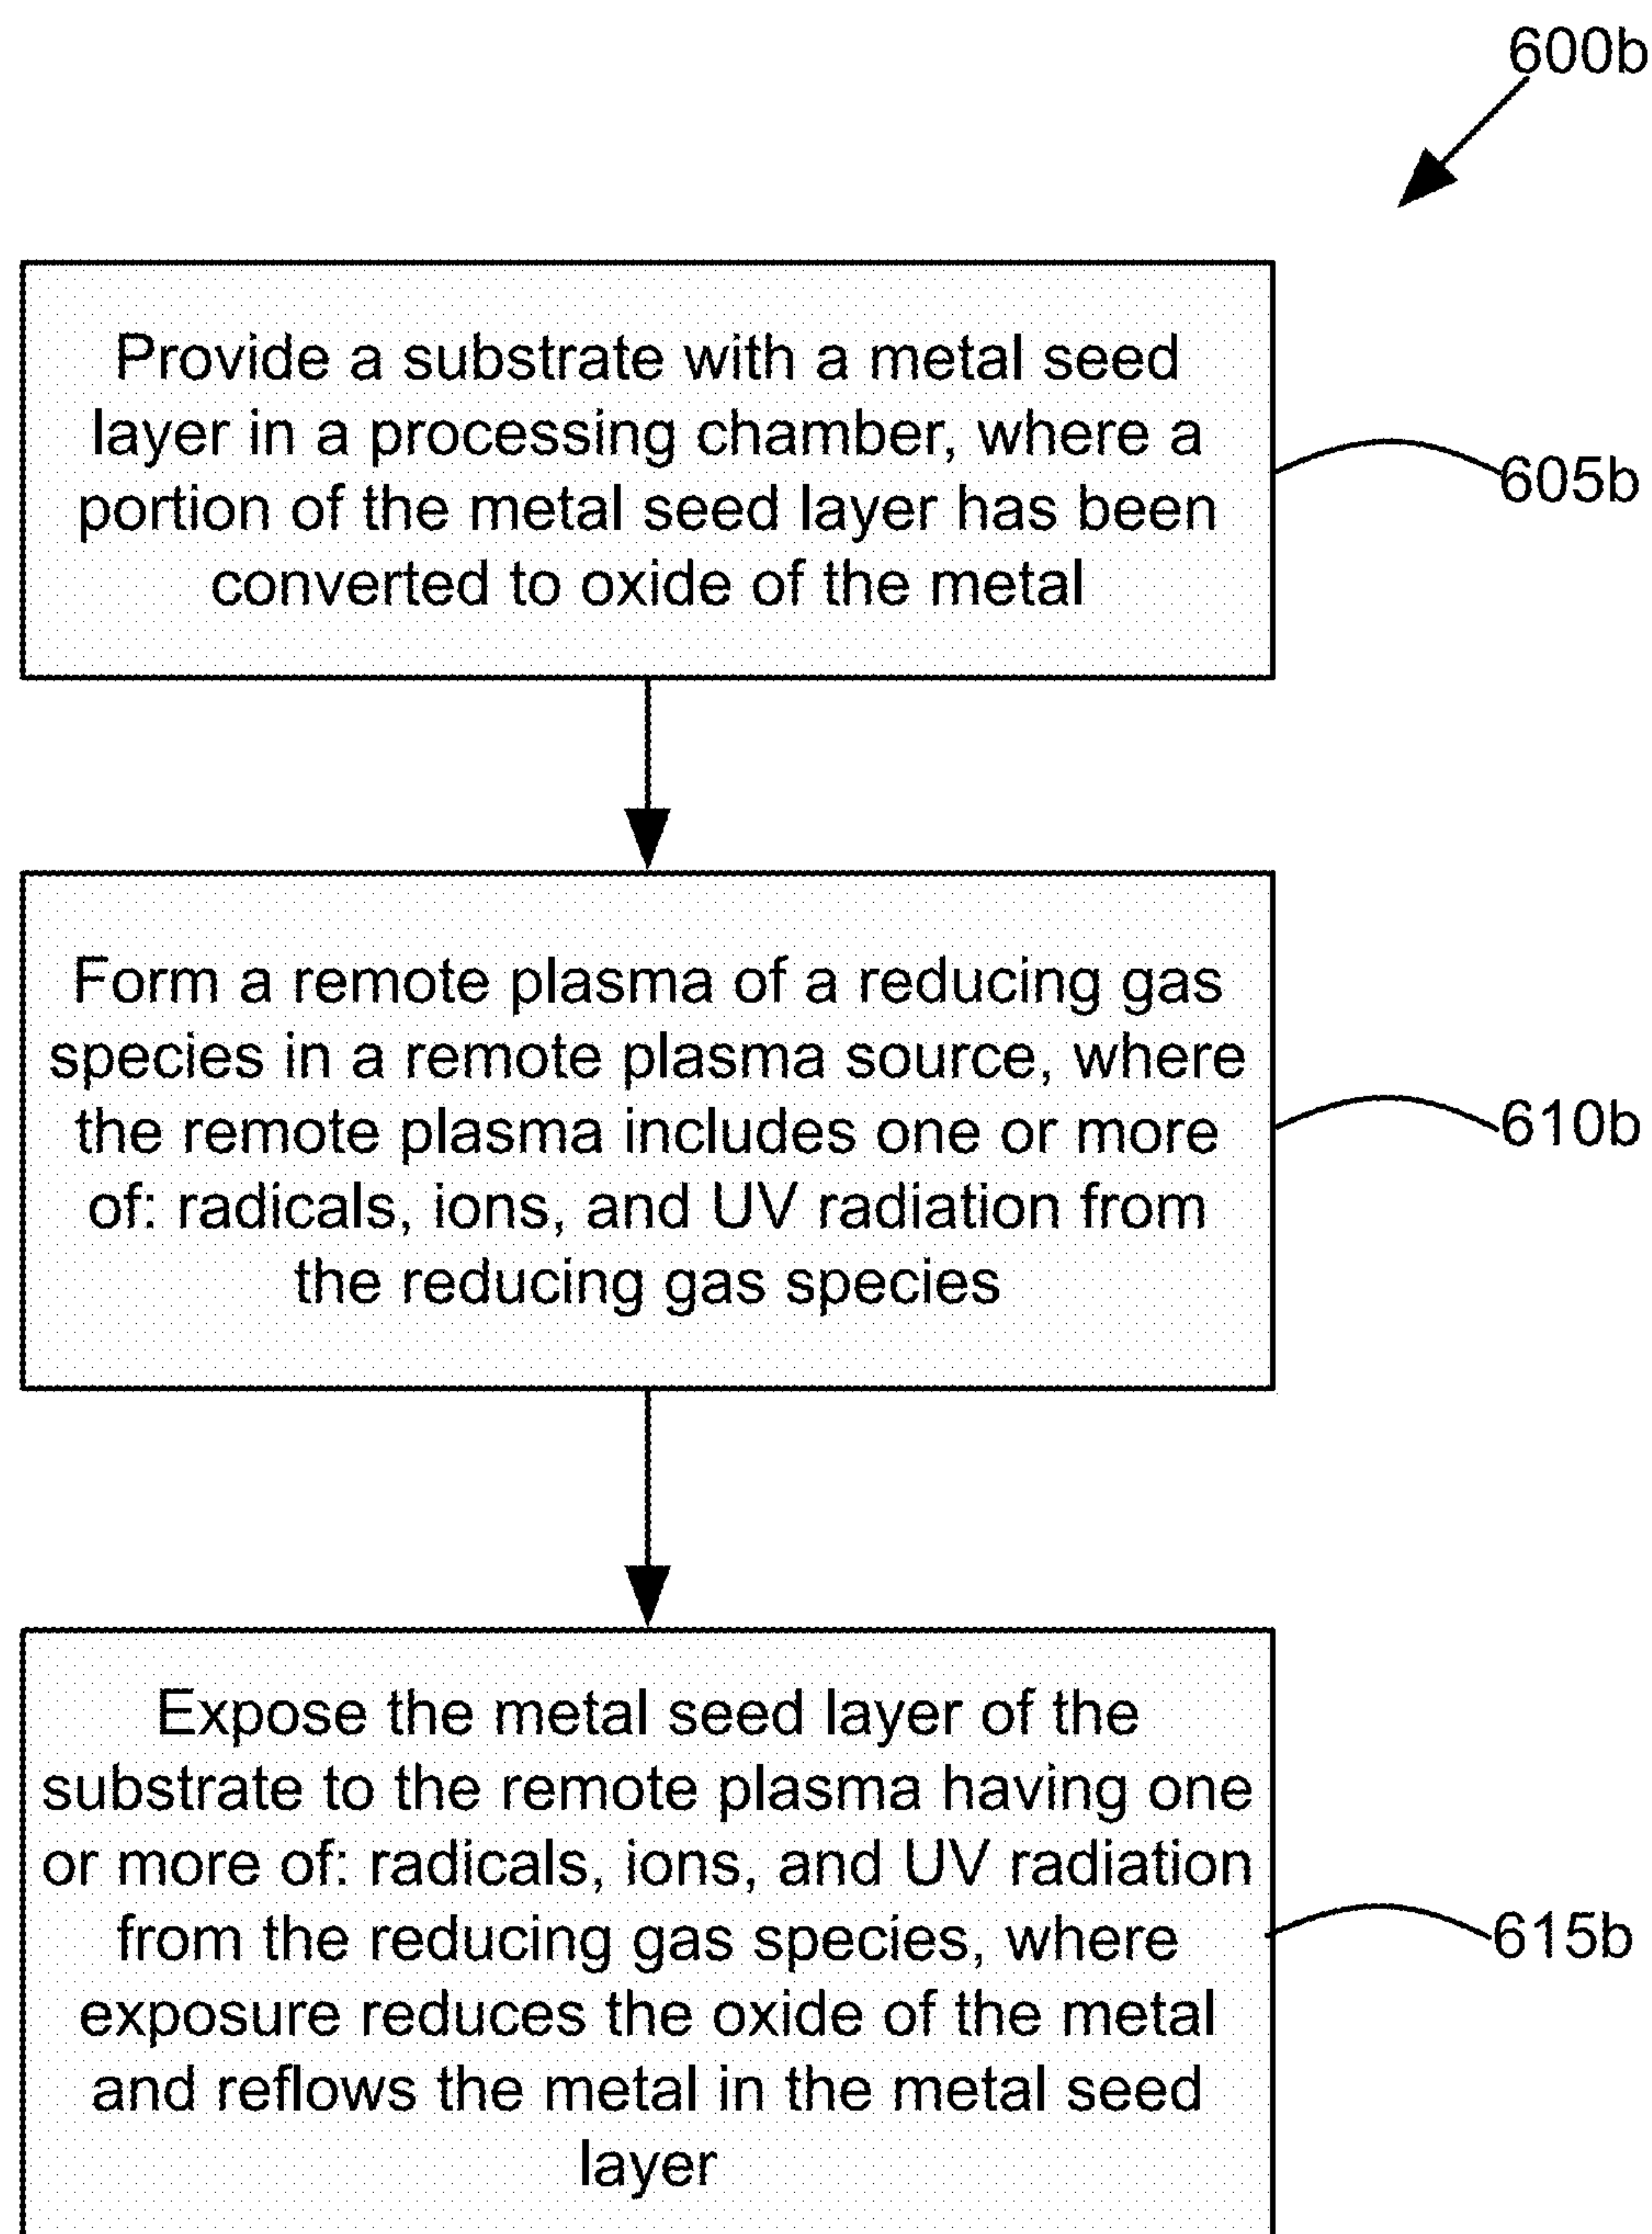 600b
Provide a substrate with a metal seed
layer in a processing chamber, where a
portion of the metal seed layer has been
converted to oxide of the metal
605b
Form a remote plasma of a reducing gas
species in a remote plasma source, where
the remote plasma includes one or more
of: radicals, ions, and UV radiation from
the reducing gas species
610b
Expose the metal seed layer of the
substrate to the remote plasma having one
or more of: radicals, ions, and UV radiation
from the reducing gas species, where
exposure reduces the oxide of the metal
and reflows the metal in the metal seed
layer
615b